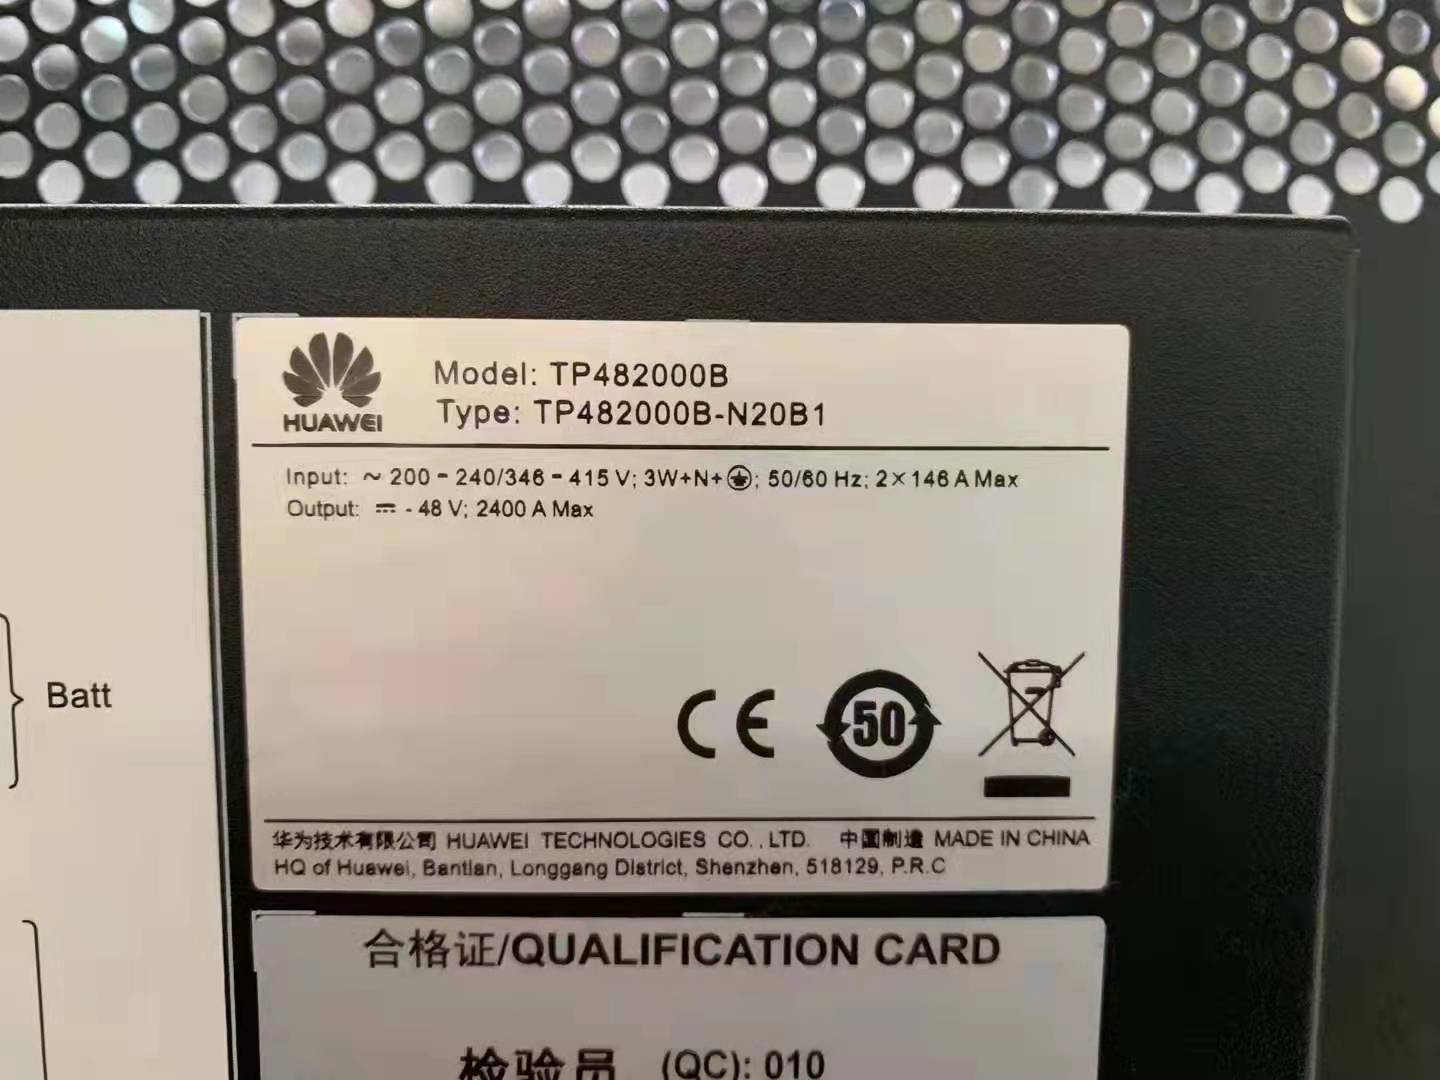 HUAWEI
Model: TP482000B
Type: TP482000B-N20B1
Input: ~ 200 - 240/346 - 415 V; 3W+N+⏚; 50/60 Hz; 2×146 A Max
Output: ⎓ - 48 V; 2400 A Max
Batt
CE
50
华为技术有限公司 HUAWEI TECHNOLOGIES CO., LTD. 中国制造 MADE IN CHINA
HQ of Huawei, Bantian, Longgang District, Shenzhen, 518129, P.R.C
合格证/QUALIFICATION CARD
检验员 (QC): 010